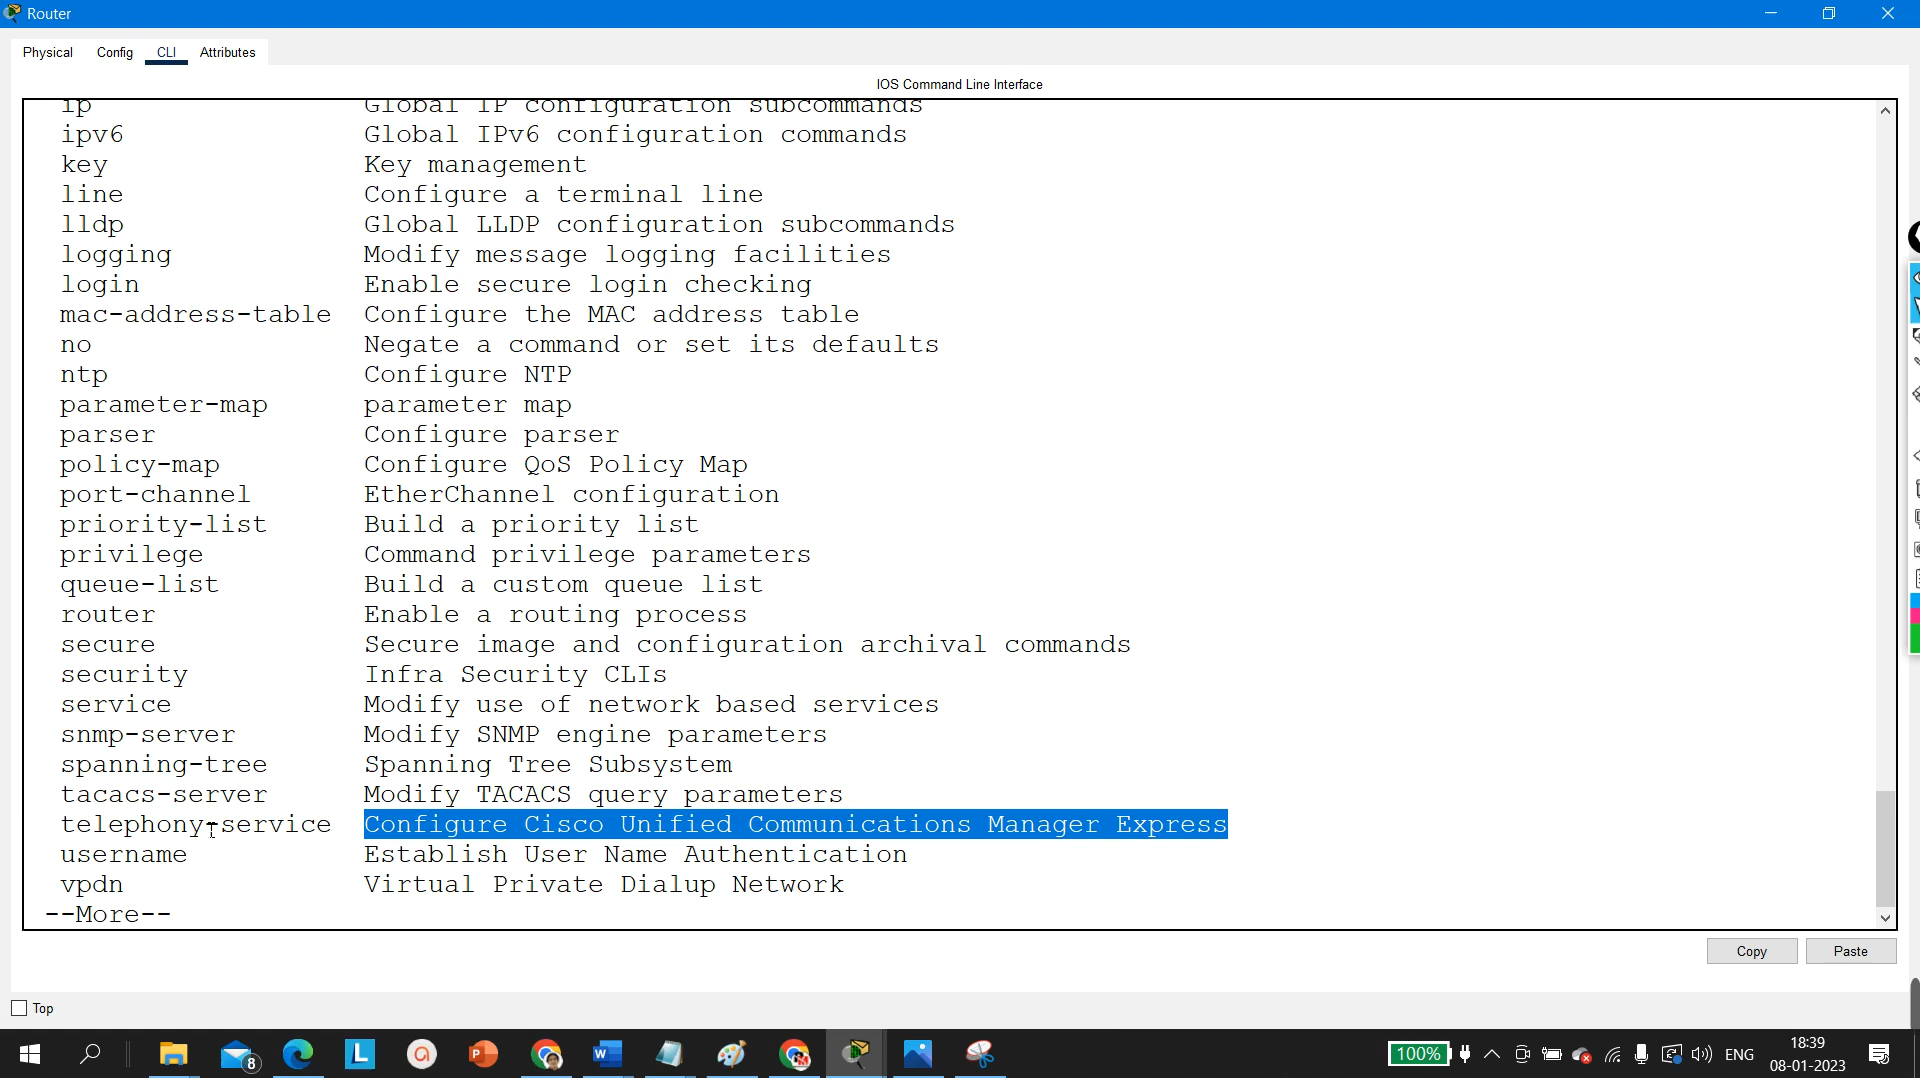 Router
Physical Config CLI Attributes
IOS Command Line Interface
ip Global IP configuration subcommands
ipv6 Global IPv6 configuration commands
key Key management
line Configure a terminal line
lldp Global LLDP configuration subcommands
logging Modify message logging facilities
login Enable secure login checking
mac-address-table Configure the MAC address table
no Negate a command or set its defaults
ntp Configure NTP
parameter-map parameter map
parser Configure parser
policy-map Configure QoS Policy Map
port-channel EtherChannel configuration
priority-list Build a priority list
privilege Command privilege parameters
queue-list Build a custom queue list
router Enable a routing process
secure Secure image and configuration archival commands
security Infra Security CLIs
service Modify use of network based services
snmp-server Modify SNMP engine parameters
spanning-tree Spanning Tree Subsystem
tacacs-server Modify TACACS query parameters
telephony-service Configure Cisco Unified Communications Manager Express
username Establish User Name Authentication
vpdn Virtual Private Dialup Network
--More--
Copy Paste
Top
8 L a P W 100% ENG 18:39
08-01-2023